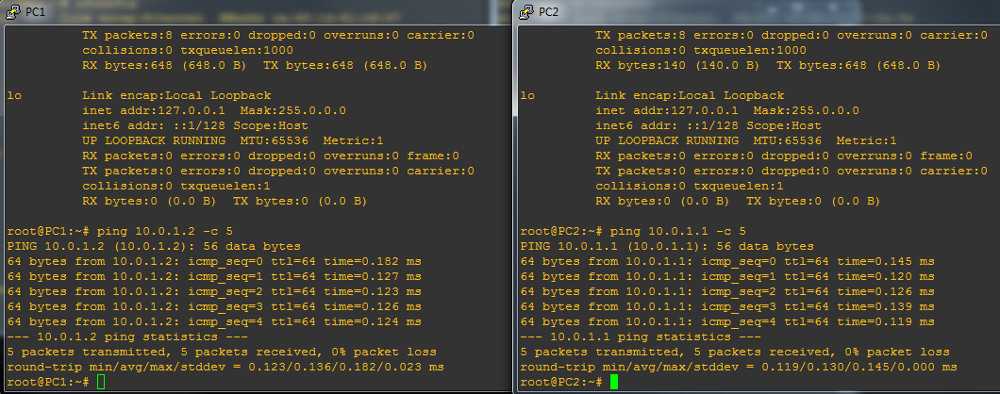 PC1
TX packets:8 errors:0 dropped:0 overruns:0 carrier:0
collisions:0 txqueuelen:1000
RX bytes:648 (648.0 B)  TX bytes:648 (648.0 B)
lo        Link encap:Local Loopback
inet addr:127.0.0.1  Mask:255.0.0.0
inet6 addr: ::1/128 Scope:Host
UP LOOPBACK RUNNING  MTU:65536  Metric:1
RX packets:0 errors:0 dropped:0 overruns:0 frame:0
TX packets:0 errors:0 dropped:0 overruns:0 carrier:0
collisions:0 txqueuelen:1
RX bytes:0 (0.0 B)  TX bytes:0 (0.0 B)
root@PC1:~# ping 10.0.1.2 -c 5
PING 10.0.1.2 (10.0.1.2): 56 data bytes
64 bytes from 10.0.1.2: icmp_seq=0 ttl=64 time=0.182 ms
64 bytes from 10.0.1.2: icmp_seq=1 ttl=64 time=0.127 ms
64 bytes from 10.0.1.2: icmp_seq=2 ttl=64 time=0.123 ms
64 bytes from 10.0.1.2: icmp_seq=3 ttl=64 time=0.126 ms
64 bytes from 10.0.1.2: icmp_seq=4 ttl=64 time=0.124 ms
--- 10.0.1.2 ping statistics ---
5 packets transmitted, 5 packets received, 0% packet loss
round-trip min/avg/max/stddev = 0.123/0.136/0.182/0.023 ms
root@PC1:~#
PC2
TX packets:8 errors:0 dropped:0 overruns:0 carrier:0
collisions:0 txqueuelen:1000
RX bytes:140 (140.0 B)  TX bytes:648 (648.0 B)
lo        Link encap:Local Loopback
inet addr:127.0.0.1  Mask:255.0.0.0
inet6 addr: ::1/128 Scope:Host
UP LOOPBACK RUNNING  MTU:65536  Metric:1
RX packets:0 errors:0 dropped:0 overruns:0 frame:0
TX packets:0 errors:0 dropped:0 overruns:0 carrier:0
collisions:0 txqueuelen:1
RX bytes:0 (0.0 B)  TX bytes:0 (0.0 B)
root@PC2:~# ping 10.0.1.1 -c 5
PING 10.0.1.1 (10.0.1.1): 56 data bytes
64 bytes from 10.0.1.1: icmp_seq=0 ttl=64 time=0.145 ms
64 bytes from 10.0.1.1: icmp_seq=1 ttl=64 time=0.120 ms
64 bytes from 10.0.1.1: icmp_seq=2 ttl=64 time=0.126 ms
64 bytes from 10.0.1.1: icmp_seq=3 ttl=64 time=0.139 ms
64 bytes from 10.0.1.1: icmp_seq=4 ttl=64 time=0.119 ms
--- 10.0.1.1 ping statistics ---
5 packets transmitted, 5 packets received, 0% packet loss
round-trip min/avg/max/stddev = 0.119/0.130/0.145/0.000 ms
root@PC2:~#